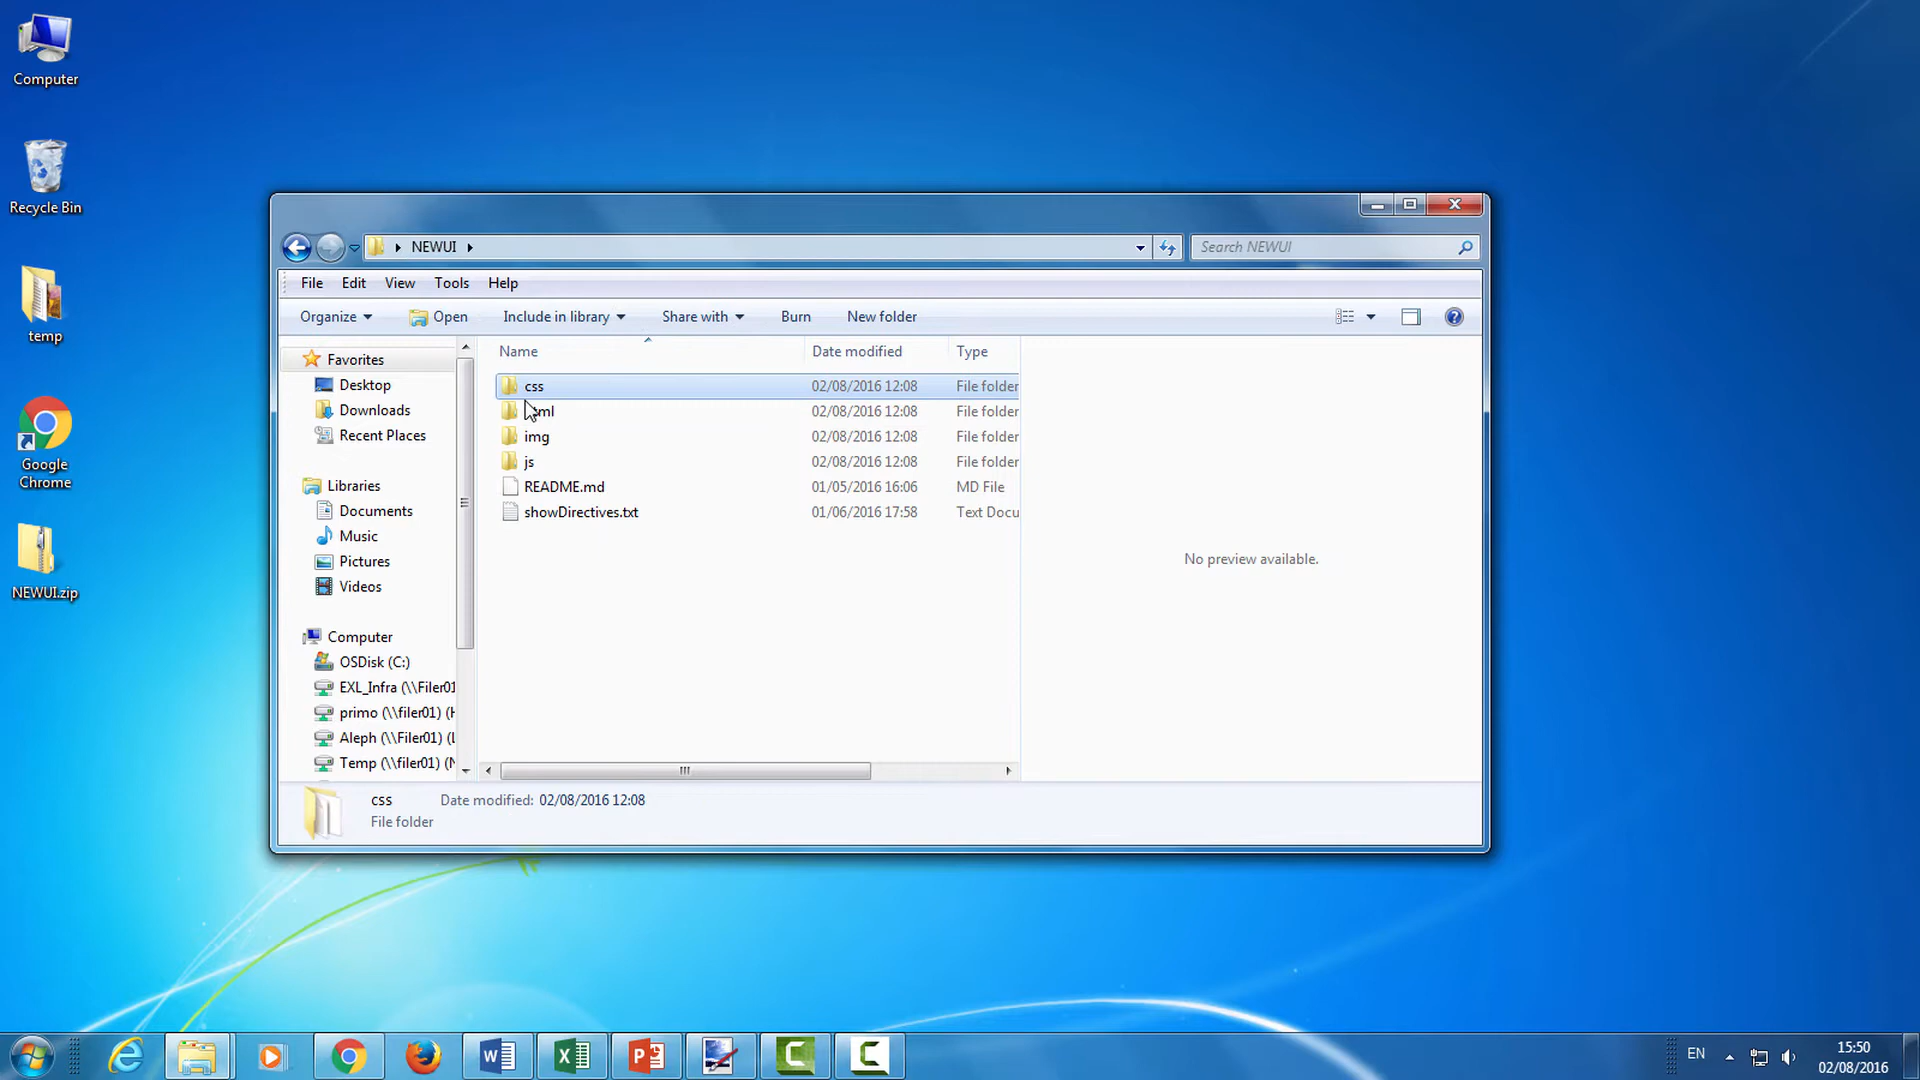 Computer
Recycle Bin
temp
Google
Chrome
NEWUI.zip
NEWUI
Search NEWUI
File Edit View Tools Help
Organize Open Include in library Share with Burn New folder
Name Date modified Type
css 02/08/2016 12:08 File folder
02/08/2016 12:08 File folder
img 02/08/2016 12:08 File folder
js 02/08/2016 12:08 File folder
README.md 01/05/2016 16:06 MD File
showDirectives.txt 01/06/2016 17:58 Text Docu
Favorites
Desktop
Downloads
Recent Places
Libraries
Documents
Music
Pictures
Videos
Computer
OSDisk (C:)
EXL_Infra (\\Filer01
primo (\\filer01) (H
Aleph (\\Filer01) (L
Temp (\\filer01) (N
No preview available.
css Date modified: 02/08/2016 12:08
File folder
EN
15:50
02/08/2016